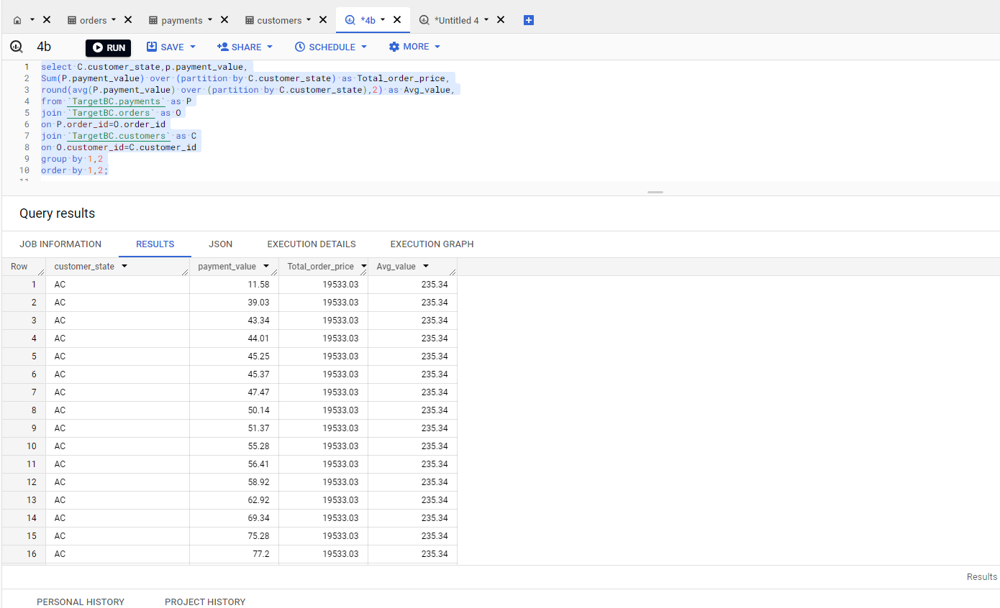 orders payments customers *4b *Untitled 4
4b RUN SAVE SHARE SCHEDULE MORE
1 select C.customer_state,p.payment_value,
2 Sum(P.payment_value) over (partition by C.customer_state) as Total_order_price,
3 round(avg(P.payment_value) over (partition by C.customer_state),2) as Avg_value,
4 from `TargetBC.payments` as P
5 join `TargetBC.orders` as O
6 on P.order_id=O.order_id
7 join `TargetBC.customers` as C
8 on O.customer_id=C.customer_id
9 group by 1,2
10 order by 1,2;
11
Query results
JOB INFORMATION RESULTS JSON EXECUTION DETAILS EXECUTION GRAPH
Row customer_state payment_value Total_order_price Avg_value
1 AC 11.58 19533.03 235.34
2 AC 39.03 19533.03 235.34
3 AC 43.34 19533.03 235.34
4 AC 44.01 19533.03 235.34
5 AC 45.25 19533.03 235.34
6 AC 45.37 19533.03 235.34
7 AC 47.47 19533.03 235.34
8 AC 50.14 19533.03 235.34
9 AC 51.37 19533.03 235.34
10 AC 55.28 19533.03 235.34
11 AC 56.41 19533.03 235.34
12 AC 58.92 19533.03 235.34
13 AC 62.92 19533.03 235.34
14 AC 69.34 19533.03 235.34
15 AC 75.28 19533.03 235.34
16 AC 77.2 19533.03 235.34
Results
PERSONAL HISTORY PROJECT HISTORY